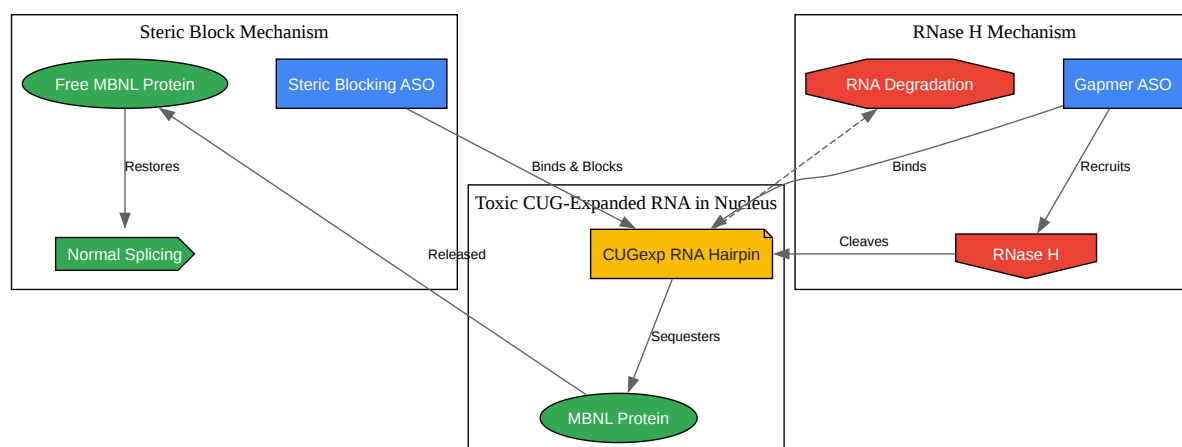 Steric Block Mechanism
RNase H Mechanism
Free MBNL Protein
Steric Blocking ASO
RNA Degradation
Gapmer ASO
Restores
Binds & Blocks
Binds
Recruits
Toxic CUG-Expanded RNA in Nucleus
Normal Splicing
Released
CUGexp RNA Hairpin
Cleaves
RNase H
Sequesters
MBNL Protein